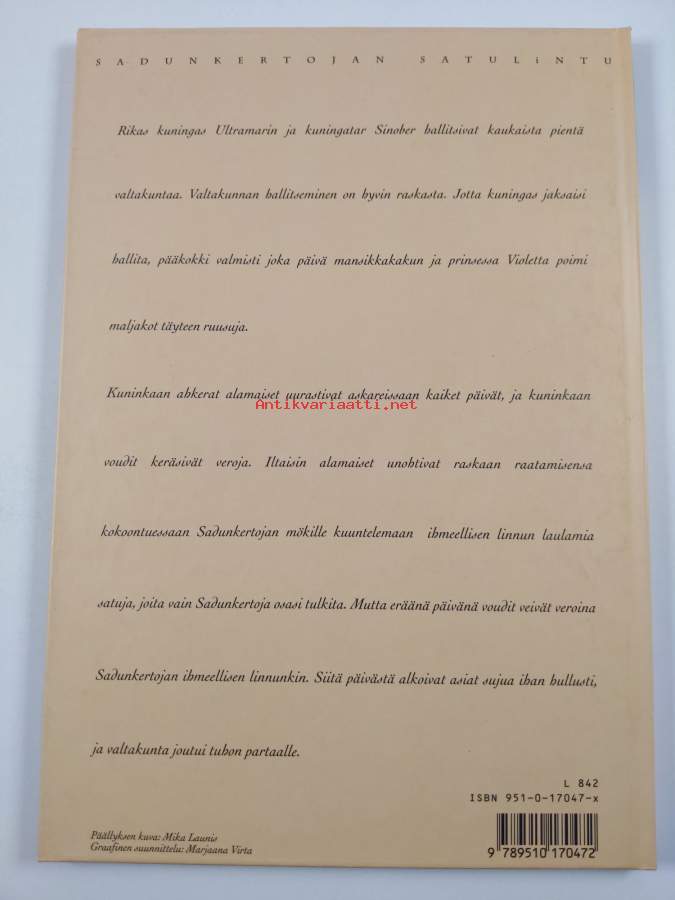 SADUNKERTOJAN SATULiNTU
Rikas kuningas Ultramarin ja kuningatar Sinober hallitsivat kaukaista pientä
valtakuntaa. Valtakunnan hallitseminen on hyvin raskasta. Jotta kuningas jaksaisi
hallita, pääkokki valmisti joka päivä mansikkakakun ja prinsessa Violetta poimi
maljakot täyteen ruusuja.
Kuninkaan ahkerat alamaiset uurastivat askareissaan kaiket päivät, ja kuninkaan
Antikvariaatti.net
voudit keräsivät veroja. Iltaisin alamaiset unohtivat raskaan raatamisensa
kokoontuessaan Sadunkertojan mökille kuuntelemaan ihmeellisen linnun laulamia
satuja, joita vain Sadunkertoja osasi tulkita. Mutta eräänä päivänä voudit veivät veroina
Sadunkertojan ihmeellisen linnunkin. Siitä päivästä alkoivat asiat sujua ihan hullusti,
ja valtakunta joutui tuhon partaalle.
L 842
ISBN 951-0-17047-x
Päällyksen kuva: Mika Launis
Graafinen suunnittelu: Marjaana Virta
9 789510 170472